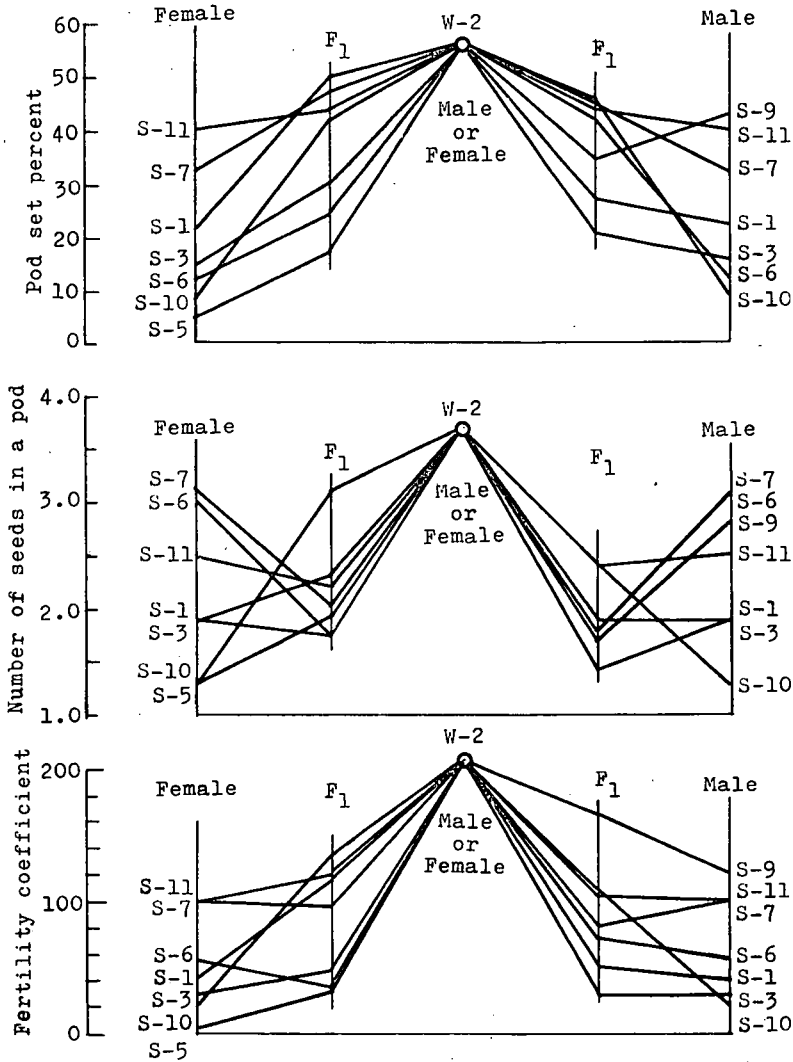 Female
W-2
F1
F1
Male
Pod set percent
60
50
40
30
20
10
0
S-11
S-7
S-1
S-3
S-6
S-10
S-5
Male
or
Female
S-9
S-11
S-7
S-1
S-3
S-6
S-10
Female
W-2
F1
F1
Male
Number of seeds in a pod
4.0
3.0
2.0
1.0
S-7
S-6
S-11
S-1
S-3
S-10
S-5
Male
or
Female
S-7
S-6
S-9
S-11
S-1
S-3
S-10
Female
W-2
F1
F1
Male
Fertility coefficient
200
100
0
S-11
S-7
S-6
S-1
S-3
S-10
S-5
Male
or
Female
S-9
S-11
S-7
S-6
S-1
S-3
S-10